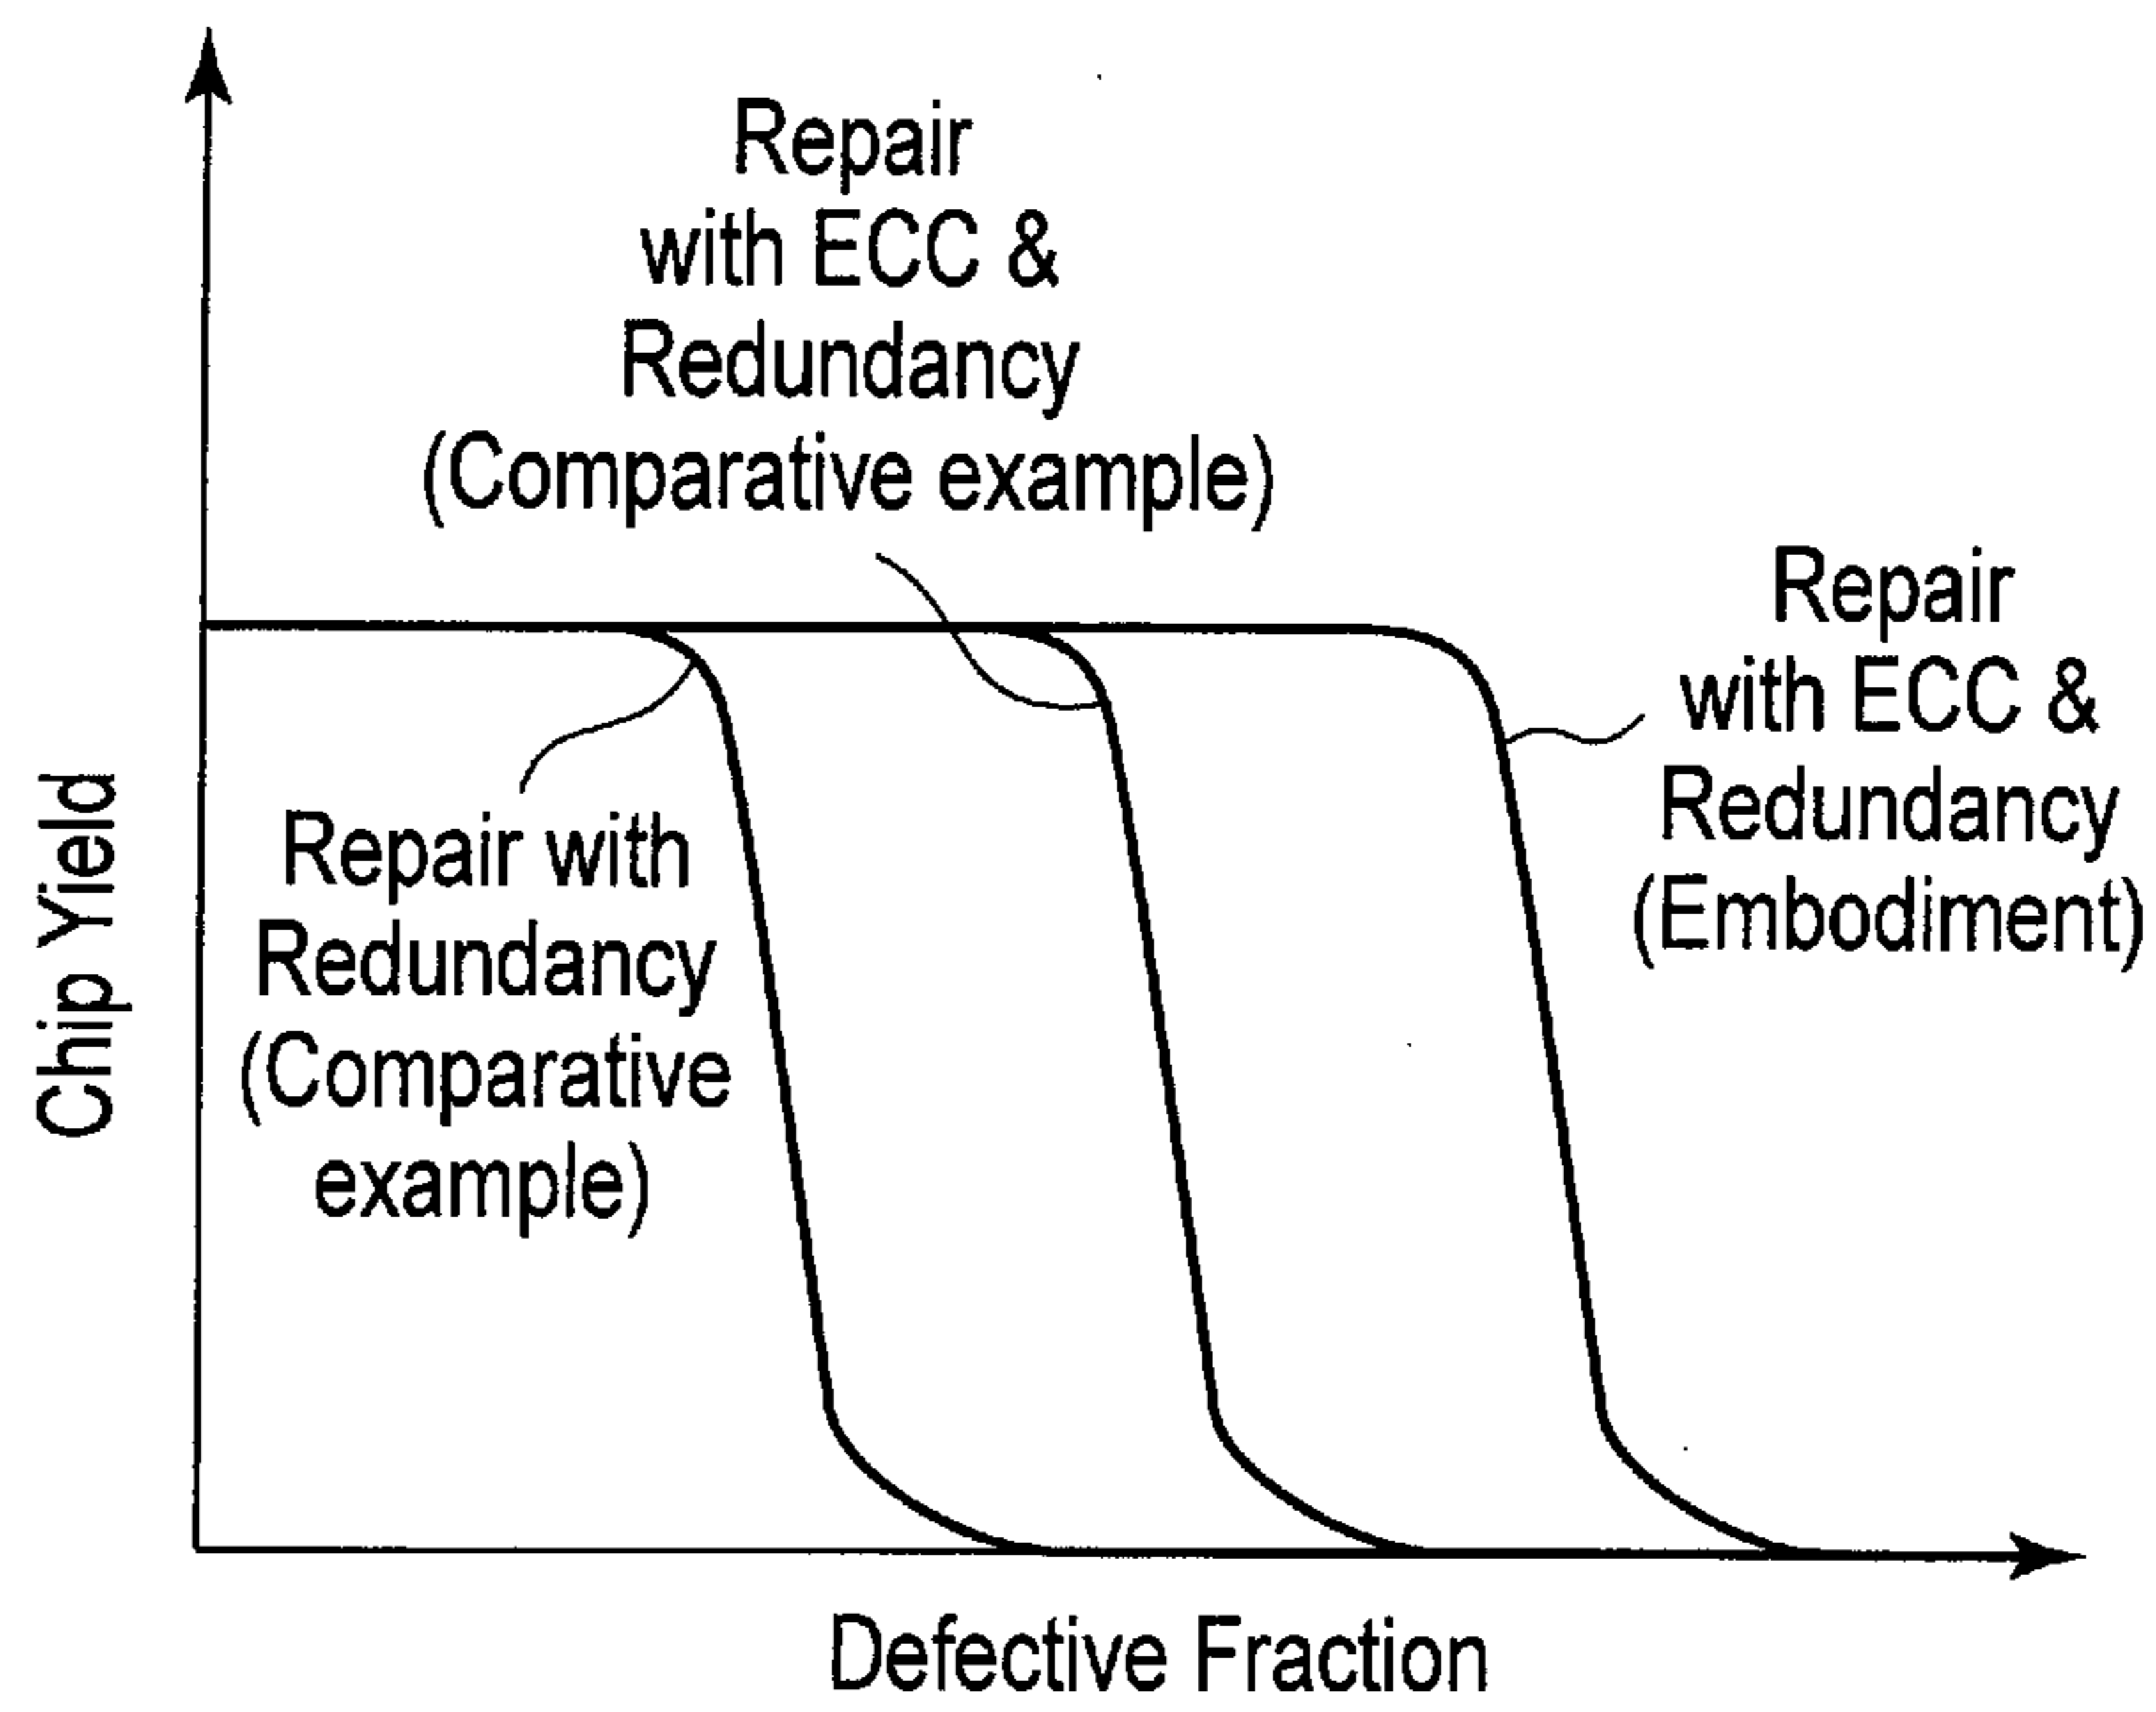 Repair
with ECC &
Redundancy
(Comparative example)
Repair
with ECC &
Redundancy
(Embodiment)
Repair with
Redundancy
(Comparative
example)
Chip Yield
Defective Fraction